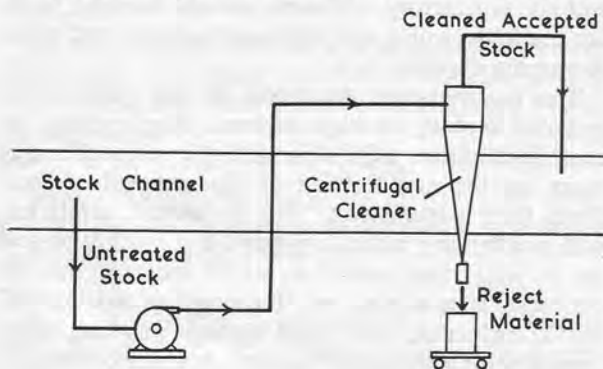 Cleaned Accepted
Stock
Stock Channel
Centrifugal
Cleaner
Untreated
Stock
Reject
Material